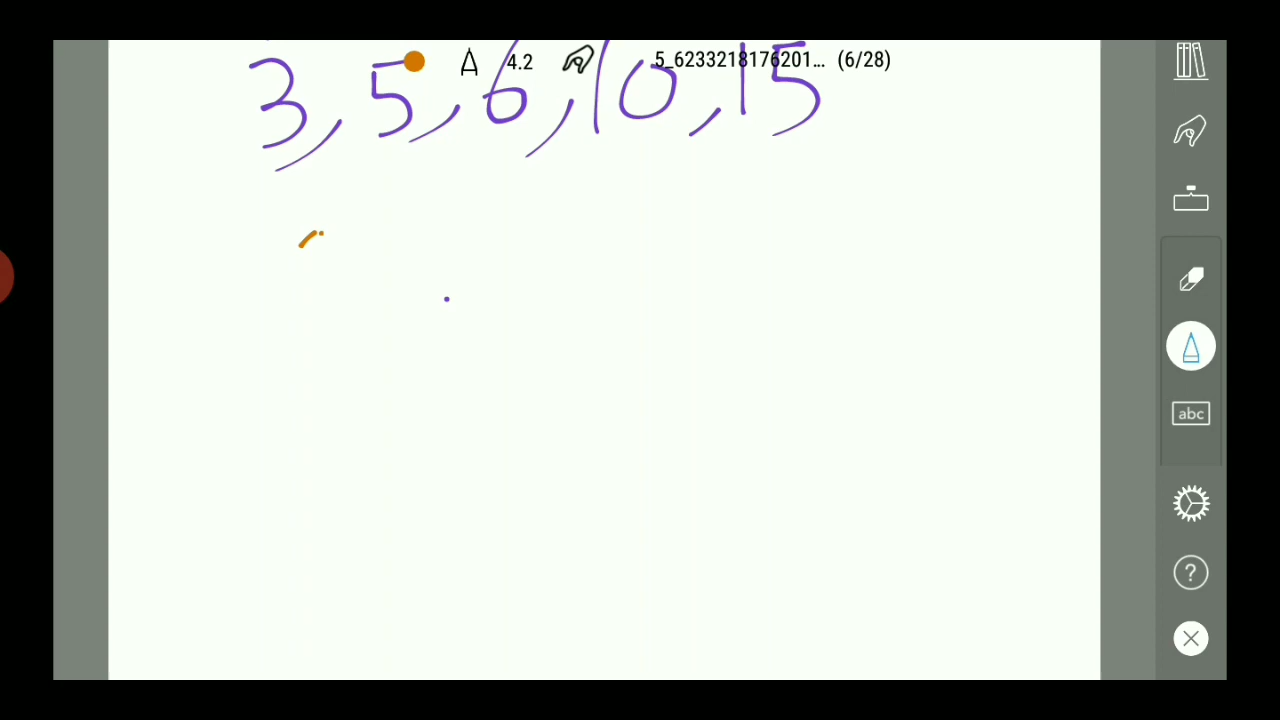 4.2 5_6233218176201... (6/28)
3, 5, 6, 10, 15
abc
?